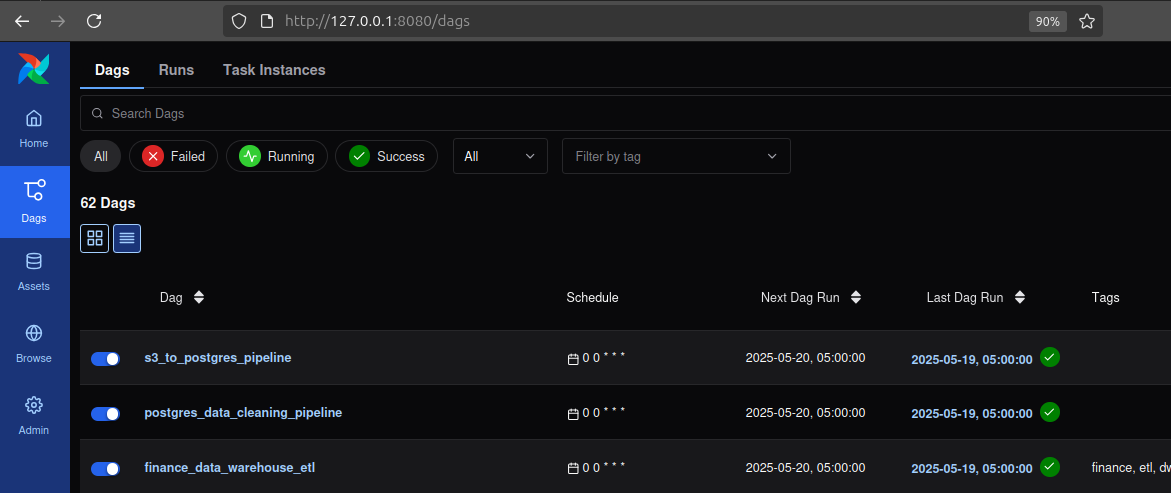 http://127.0.0.1:8080/dags
90%
Dags Runs Task Instances
Search Dags
All Failed Running Success All Filter by tag
62 Dags
Home
Dags
Assets
Browse
Admin
Dag Schedule Next Dag Run Last Dag Run Tags
s3_to_postgres_pipeline 0 0 * * * 2025-05-20, 05:00:00 2025-05-19, 05:00:00
postgres_data_cleaning_pipeline 0 0 * * * 2025-05-20, 05:00:00 2025-05-19, 05:00:00
finance_data_warehouse_etl 0 0 * * * 2025-05-20, 05:00:00 2025-05-19, 05:00:00 finance, etl,